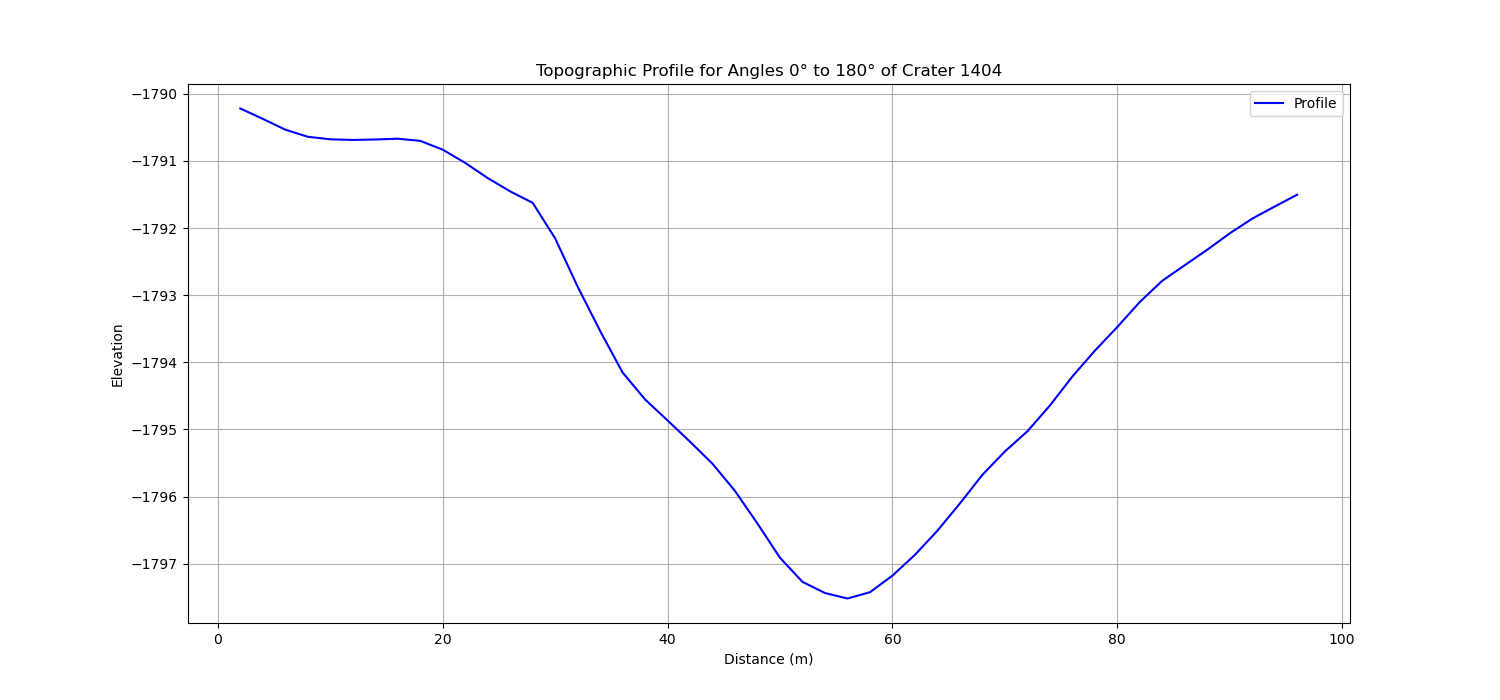 Topographic Profile for Angles 0° to 180° of Crater 1404
Profile
−1790
−1791
−1792
−1793
−1794
−1795
−1796
−1797
Elevation
0 20 40 60 80 100
Distance (m)